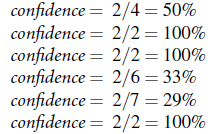 confidence = 2/4 = 50%
confidence = 2/2 = 100%
confidence = 2/2 = 100%
confidence = 2/6 = 33%
confidence = 2/7 = 29%
confidence = 2/2 = 100%